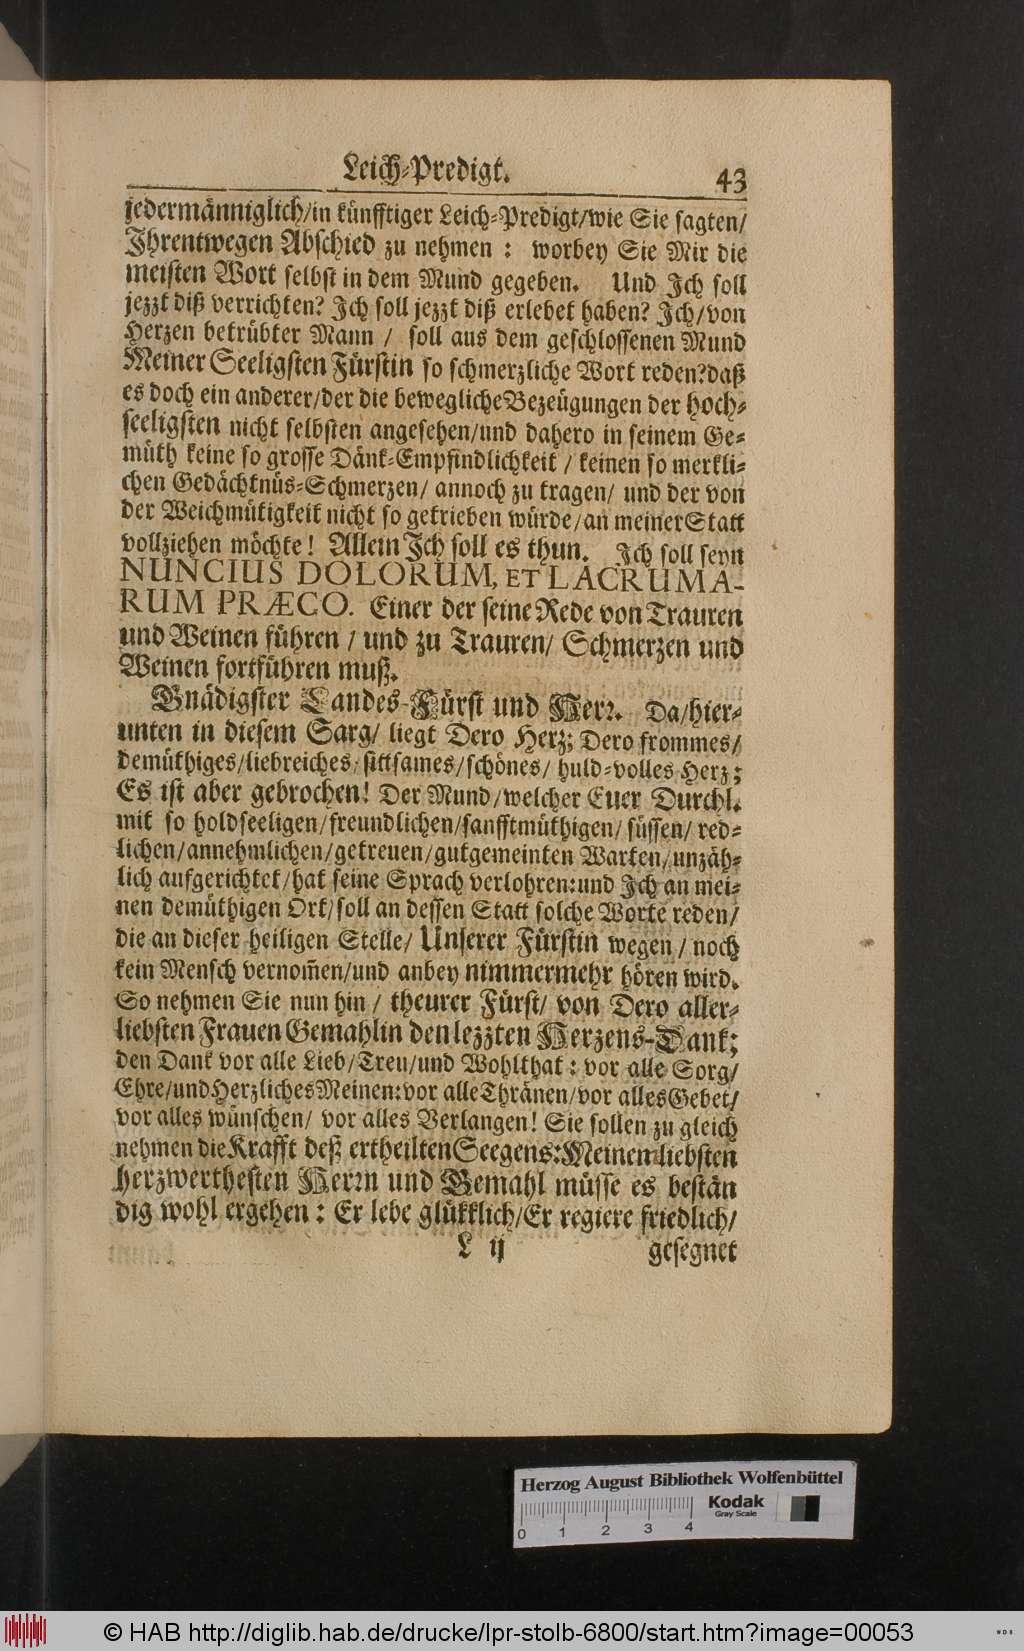 Leich-Predigt. 43
jedermänniglich/in künfftiger Leich-Predigt/wie Sie sagten/
Ihrentwegen Abschied zu nehmen : worbey Sie Mir die
meisten Wort selbst in dem Mund gegeben. Und Ich soll
jezzt diß verrichten? Ich soll jezzt diß erlebet haben? Ich/von
Herzen betrübter Mann / soll aus dem geschlossenen Mund
Meiner Seeligsten Fürstin so schmerzliche Wort reden?daß
es doch ein anderer/der die bewegliche Bezeügungen der hoch-
seeligsten nicht selbsten angesehen/und dahero in seinem Ge-
müth keine so grosse Dänk-Empfindlichkeit / keinen so merkli-
chen Gedächtnüs-Schmerzen/ annoch zu tragen/ und der von
der Weichmütigkeit nicht so getrieben würde/an meiner Statt
vollziehen möchte! Allein Ich soll es thun. Ich soll seyn
NUNCIUS DOLORUM, ET LACRUMA-
RUM PRÆCO. Einer der seine Rede von Trauren
und Weinen führen / und zu Trauren/ Schmerzen und
Weinen fortführen muß.
Gnädigster Landes-Fürst und Herr. Da/hier-
unten in diesem Sarg/ liegt Dero Herz; Dero frommes/
demüthiges/liebreiches/sittsames/schönes/ huld-volles Herz;
Es ist aber gebrochen! Der Mund/welcher Euer Durchl.
mit so holdseeligen/freundlichen/sanfftmüthigen/ süssen/ red-
lichen/annehmlichen/getreuen/gutgemeinten Warten/unzäh-
lich aufgerichtet/hat seine Sprach verlohren:und Ich an mei-
nen demüthigen Ort/soll an dessen Statt solche Worte reden/
die an dieser heiligen Stelle/ Unserer Fürstin wegen / noch
kein Mensch vernom̃en/und anbey nimmermehr hören wird.
So nehmen Sie nun hin / theurer Fürst/ von Dero aller-
liebsten Frauen Gemahlin den lezzten Herzens-Dank;
den Dank vor alle Lieb/Treu/und Wohlthat : vor alle Sorg/
Ehre/und Herzliches Meinen:vor alle Thränen/vor alles Gebet/
vor alles wünschen/ vor alles Verlangen! Sie sollen zu gleich
nehmen die Krafft deß ertheilten Seegens:Meinem liebsten
herzwerthesten Herrn und Gemahl müsse es bestän
dig wohl ergehen : Er lebe glükklich/Er regiere friedlich/
L ij gesegnet
Herzog August Bibliothek Wolfenbüttel
0 1 2 3 4
Kodak
Gray Scale
© HAB http://diglib.hab.de/drucke/lpr-stolb-6800/start.htm?image=00053